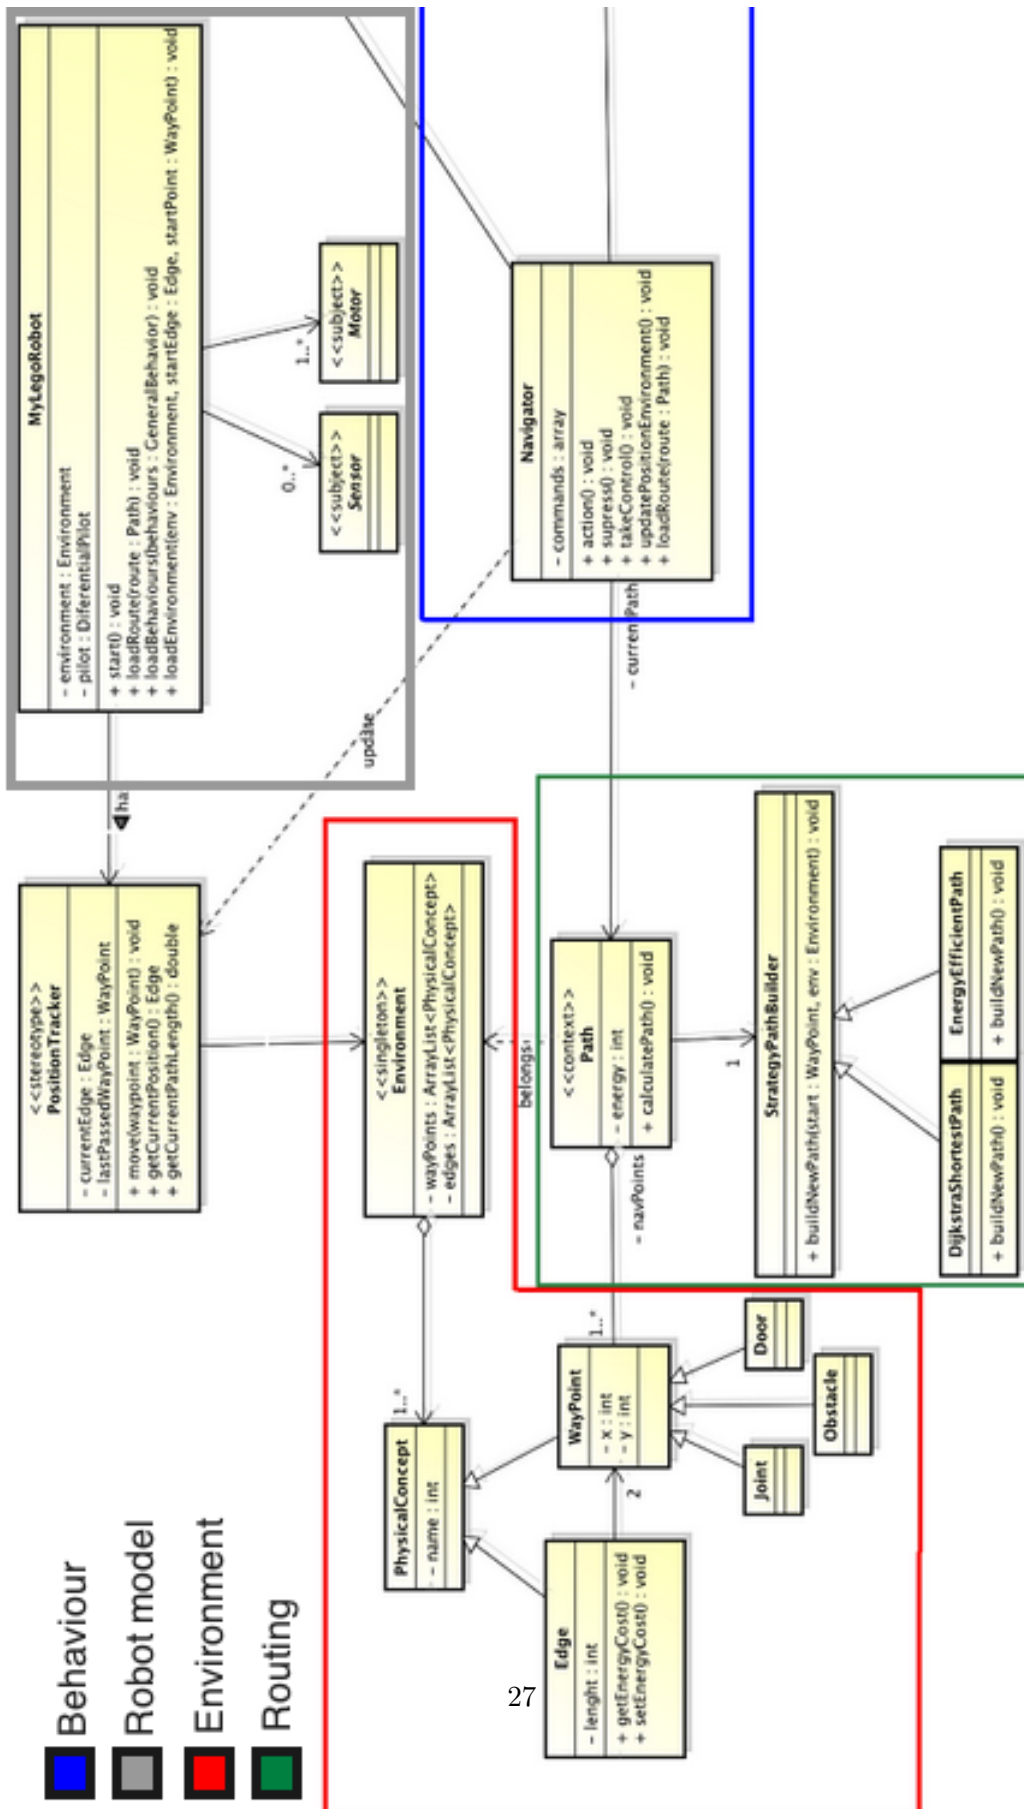 Behaviour
Robot model
Environment
Routing
<<stereotype>>
PositionTracker
- currentEdge : Edge
- lastPassedWayPoint : WayPoint
+ move(waypoint : WayPoint) : void
+ getCurrentPosition() : Edge
+ getCurrentPathLength() : double
ha
MyLegoRobot
- environment : Environment
- pilot : DiferentialPilot
+ start() : void
+ loadRoute(route : Path) : void
+ loadBehaviours(behaviours : GeneralBehavior) : void
+ loadEnvironment(env : Environment, startEdge : Edge, startPoint : WayPoint) : void
0..*
1..*
<<subject>>
Sensor
<<subject>>
Motor
update
PhysicalConcept
- name : int
1..*
<<singleton>>
Environment
- wayPoints : ArrayList<PhysicalConcept>
- edges : ArrayList<PhysicalConcept>
belongs
Navigator
- commands : array
+ action() : void
+ supress() : void
+ takeControl() : void
+ updatePositionEnvironment() : void
+ loadRoute(route : Path) : void
- currentPath
Edge
- lenght : int
+ getEnergyCost() : void
+ setEnergyCost() : void
2
WayPoint
- x : int
- y : int
1..*
- navPoints
<<context>>
Path
- energy : int
+ calculatePath() : void
1
Joint
Obstacle
Door
StrategyPathBuilder
+ buildNewPath(start : WayPoint, env : Environment) : void
DijkstraShortestPath
+ buildNewPath() : void
EnergyEfficientPath
+ buildNewPath() : void
27